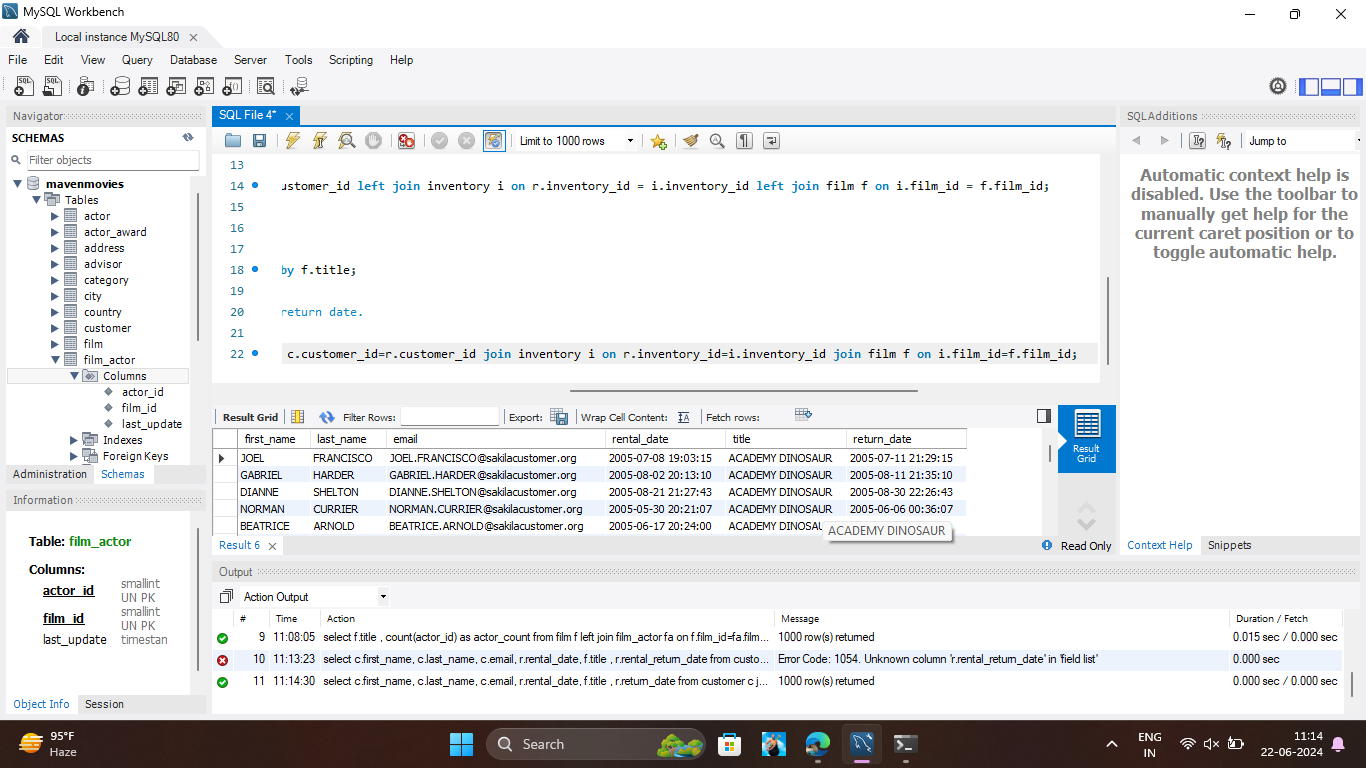 MySQL Workbench
Local instance MySQL80
File Edit View Query Database Server Tools Scripting Help
Navigator
SCHEMAS
Filter objects
mavenmovies
Tables
actor
actor_award
address
advisor
category
city
country
customer
film
film_actor
Columns
actor_id
film_id
last_update
Indexes
Foreign Keys
Administration Schemas
Information
Table: film_actor
Columns:
actor_id smallint UN PK
film_id smallint UN PK
last_update timestan
Object Info Session
SQL File 4*
Limit to 1000 rows
13
14 ustomer_id left join inventory i on r.inventory_id = i.inventory_id left join film f on i.film_id = f.film_id;
15
16
17
18 by f.title;
19
20 return date.
21
22 c.customer_id=r.customer_id join inventory i on r.inventory_id=i.inventory_id join film f on i.film_id=f.film_id;
Result Grid Filter Rows: Export: Wrap Cell Content: Fetch rows:
first_name last_name email rental_date title return_date
JOEL FRANCISCO JOEL.FRANCISCO@sakilacustomer.org 2005-07-08 19:03:15 ACADEMY DINOSAUR 2005-07-11 21:29:15
GABRIEL HARDER GABRIEL.HARDER@sakilacustomer.org 2005-08-02 20:13:10 ACADEMY DINOSAUR 2005-08-11 21:35:10
DIANNE SHELTON DIANNE.SHELTON@sakilacustomer.org 2005-08-21 21:27:43 ACADEMY DINOSAUR 2005-08-30 22:26:43
NORMAN CURRIER NORMAN.CURRIER@sakilacustomer.org 2005-05-30 20:21:07 ACADEMY DINOSAUR 2005-06-06 00:36:07
BEATRICE ARNOLD BEATRICE.ARNOLD@sakilacustomer.org 2005-06-17 20:24:00 ACADEMY DINOSAUR
ACADEMY DINOSAUR
Result Grid
Result 6
Read Only
SQLAdditions
Jump to
Automatic context help is
disabled. Use the toolbar to
manually get help for the
current caret position or to
toggle automatic help.
Context Help Snippets
Output
Action Output
# Time Action Message Duration / Fetch
9 11:08:05 select f.title , count(actor_id) as actor_count from film f left join film_actor fa on f.film_id=fa.film... 1000 row(s) returned 0.015 sec / 0.000 sec
10 11:13:23 select c.first_name, c.last_name, c.email, r.rental_date, f.title , r.rental_return_date from custo... Error Code: 1054. Unknown column 'r.rental_return_date' in 'field list' 0.000 sec
11 11:14:30 select c.first_name, c.last_name, c.email, r.rental_date, f.title , r.return_date from customer c j... 1000 row(s) returned 0.000 sec / 0.000 sec
95°F
Haze
Search
ENG
IN
11:14
22-06-2024